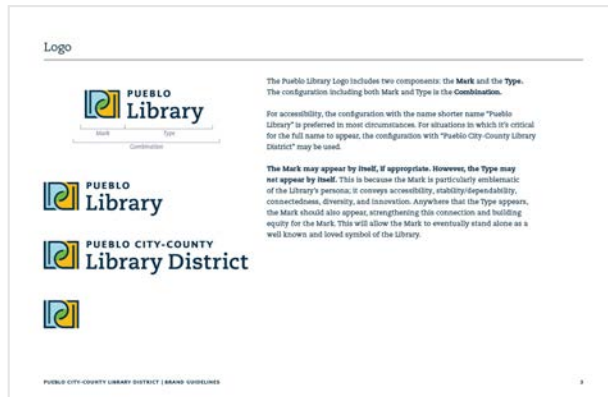 Logo
PUEBLO
Library
Mark Type
Combination
PUEBLO
Library
PUEBLO CITY-COUNTY
Library District
The Pueblo Library Logo includes two components: the Mark and the Type.
The configuration including both Mark and Type is the Combination.
For accessibility, the configuration with the name shorter name "Pueblo
Library" is preferred in most circumstances. For situations in which it's critical
for the full name to appear, the configuration with "Pueblo City-County Library
District" may be used.
The Mark may appear by itself, if appropriate. However, the Type may
not appear by itself. This is because the Mark is particularly emblematic
of the Library's persona; it conveys accessibility, stability/dependability,
connectedness, diversity, and innovation. Anywhere that the Type appears,
the Mark should also appear, strengthening this connection and building
equity for the Mark. This will allow the Mark to eventually stand alone as a
well known and loved symbol of the Library.
PUEBLO CITY-COUNTY LIBRARY DISTRICT | BRAND GUIDELINES